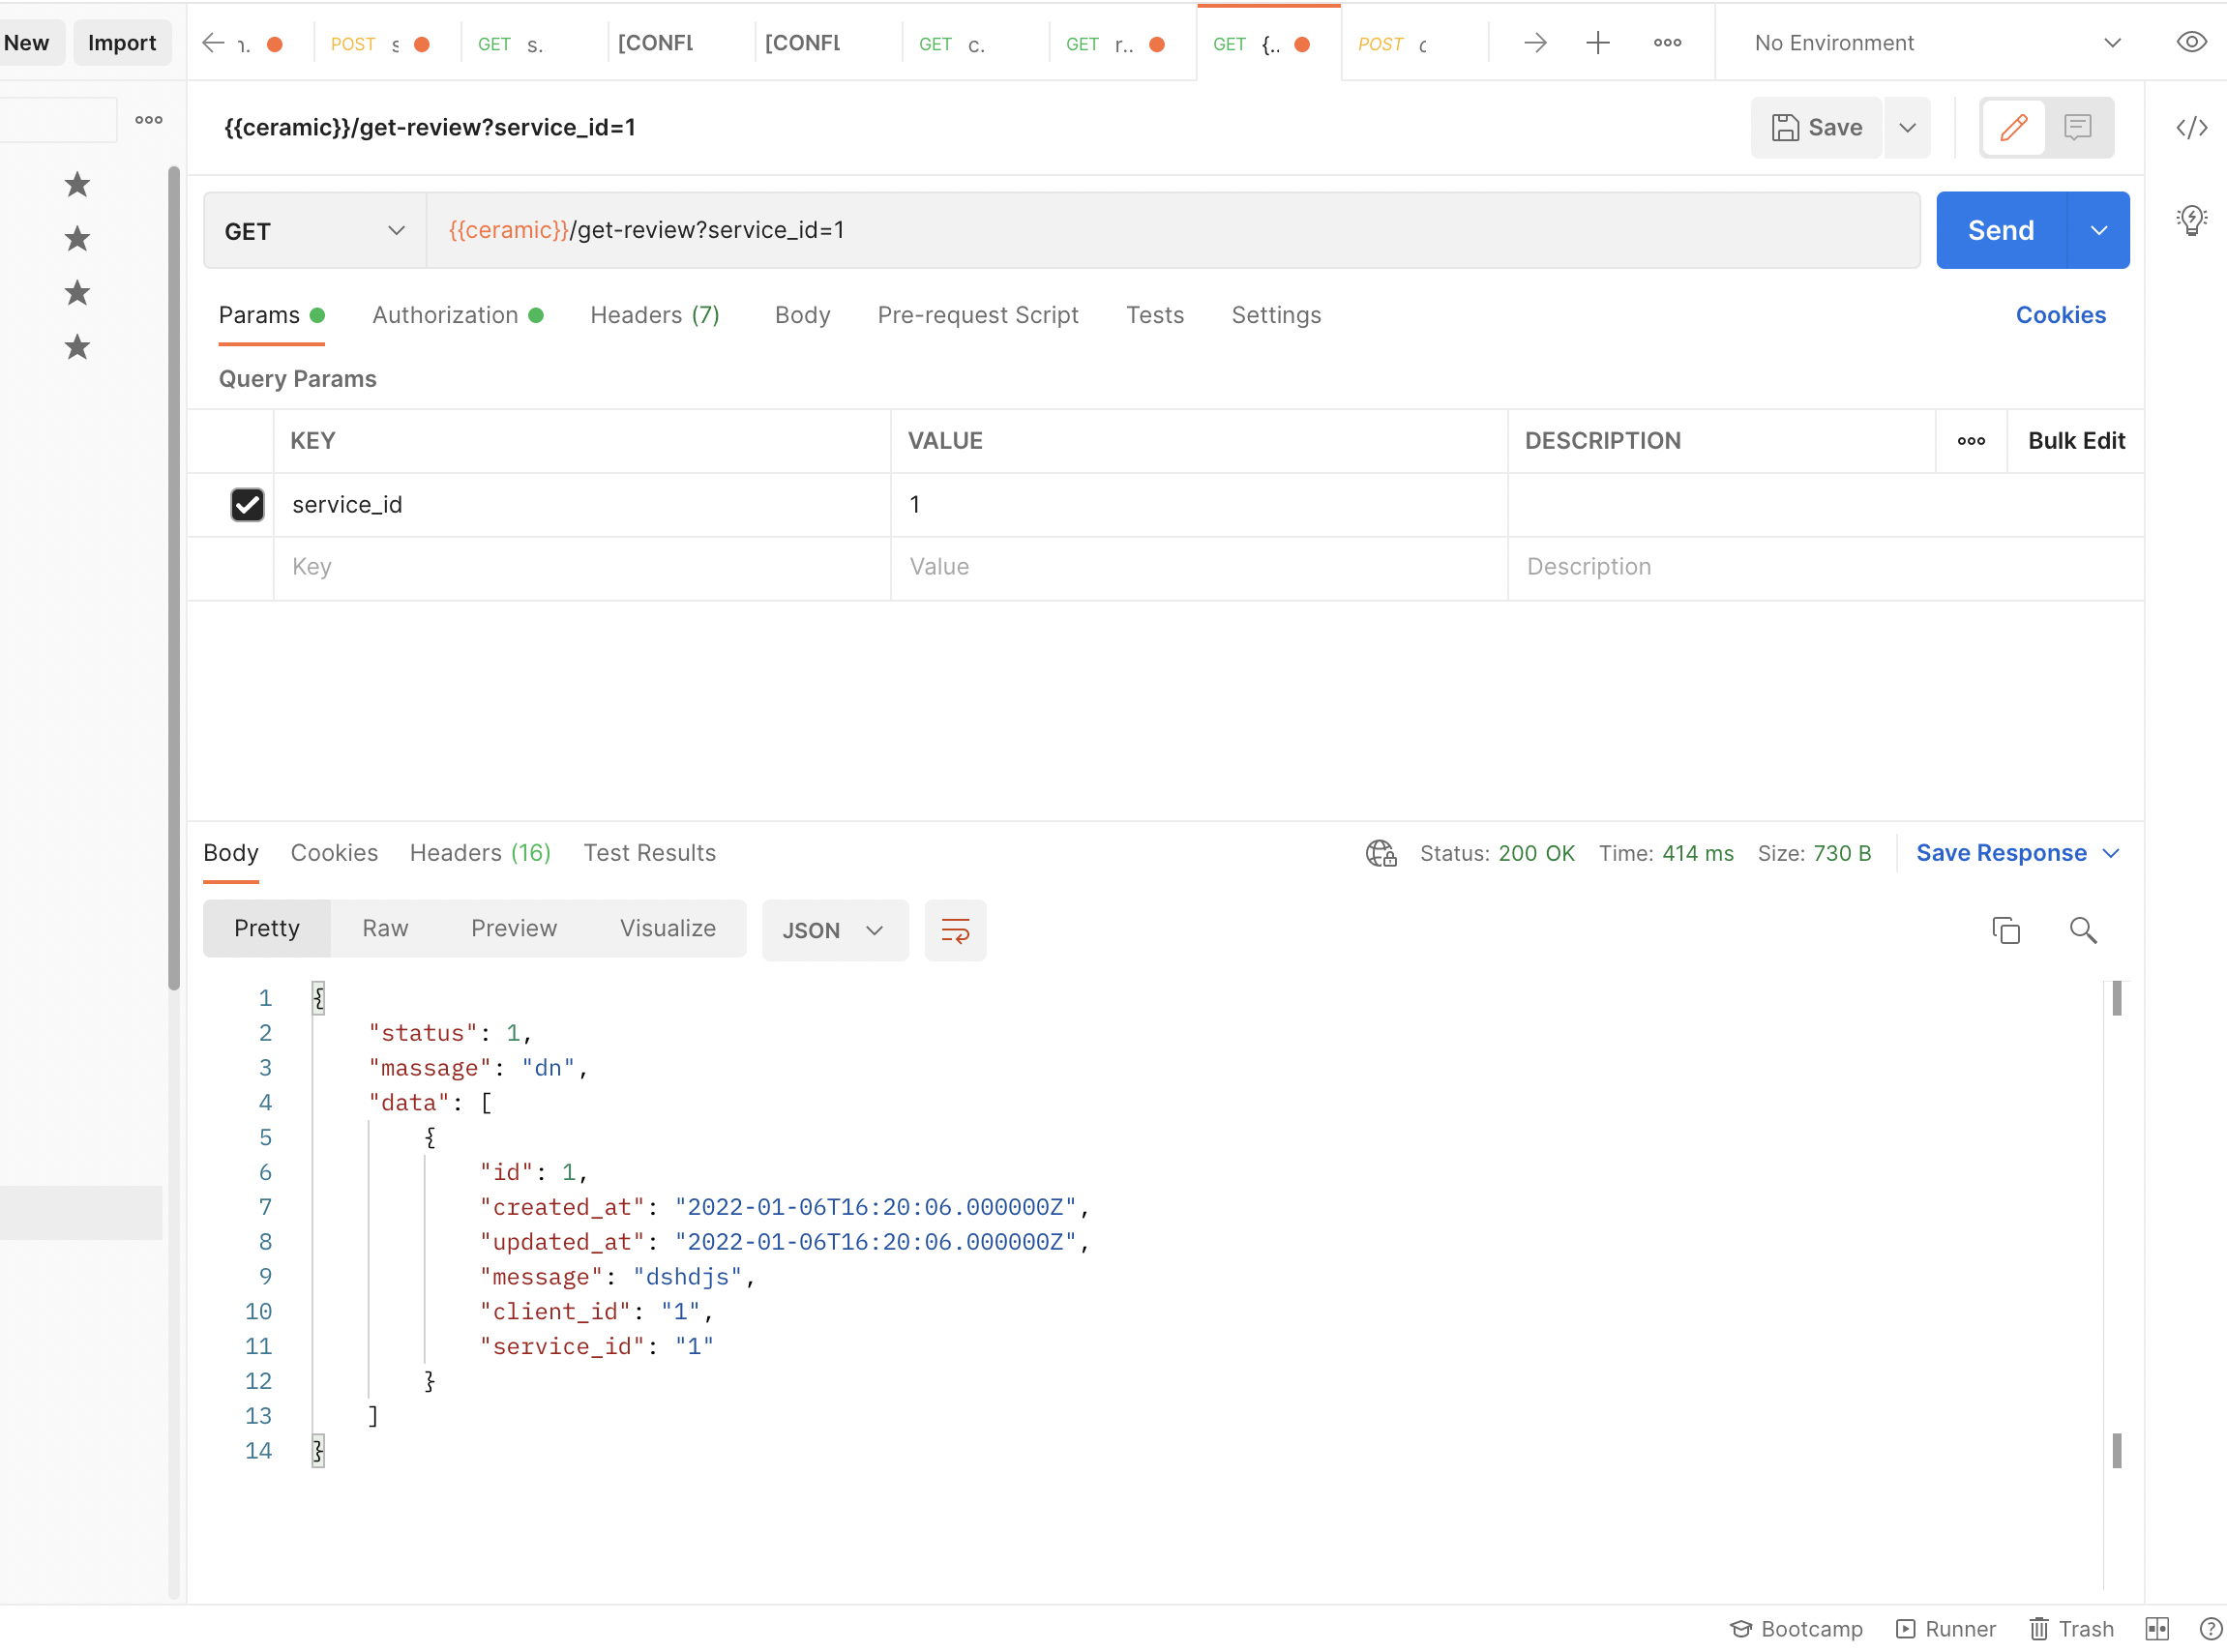 New Import n. POST s GET s. [CONFL [CONFL GET c. GET r.. GET {.. POST No Environment
{{ceramic}}/get-review?service_id=1 Save
GET {{ceramic}}/get-review?service_id=1 Send
Params Authorization Headers (7) Body Pre-request Script Tests Settings Cookies
Query Params
KEY VALUE DESCRIPTION Bulk Edit
service_id 1
Key Value Description
Body Cookies Headers (16) Test Results Status: 200 OK Time: 414 ms Size: 730 B Save Response
Pretty Raw Preview Visualize JSON
1 {
2 "status": 1,
3 "massage": "dn",
4 "data": [
5 {
6 "id": 1,
7 "created_at": "2022-01-06T16:20:06.000000Z",
8 "updated_at": "2022-01-06T16:20:06.000000Z",
9 "message": "dshdjs",
10 "client_id": "1",
11 "service_id": "1"
12 }
13 ]
14 }
Bootcamp Runner Trash